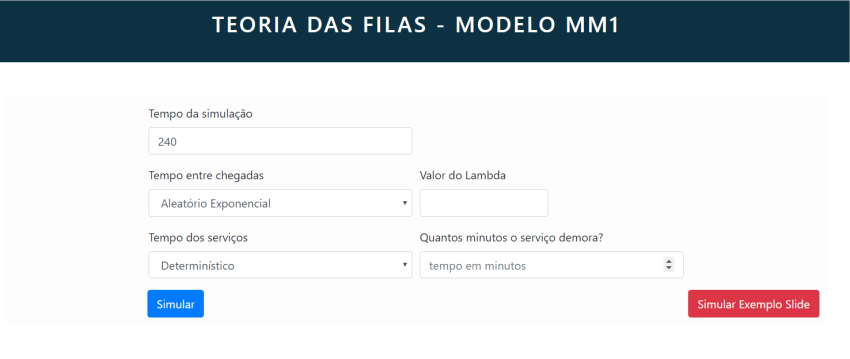 TEORIA DAS FILAS - MODELO MM1
Tempo da simulação
240
Tempo entre chegadas
Valor do Lambda
Aleatório Exponencial
Tempo dos serviços
Quantos minutos o serviço demora?
Determinístico
tempo em minutos
Simular
Simular Exemplo Slide